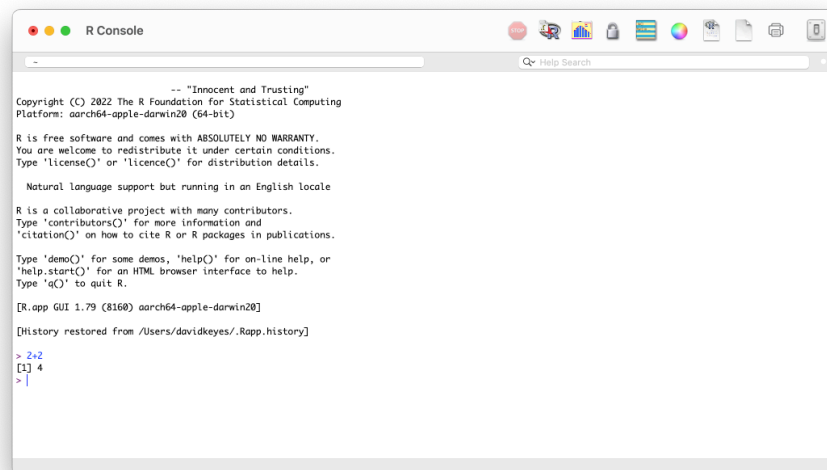 R Console
STOP
~
Help Search
-- "Innocent and Trusting"
Copyright (C) 2022 The R Foundation for Statistical Computing
Platform: aarch64-apple-darwin20 (64-bit)
R is free software and comes with ABSOLUTELY NO WARRANTY.
You are welcome to redistribute it under certain conditions.
Type 'license()' or 'licence()' for distribution details.
Natural language support but running in an English locale
R is a collaborative project with many contributors.
Type 'contributors()' for more information and
'citation()' on how to cite R or R packages in publications.
Type 'demo()' for some demos, 'help()' for on-line help, or
'help.start()' for an HTML browser interface to help.
Type 'q()' to quit R.
[R.app GUI 1.79 (8160) aarch64-apple-darwin20]
[History restored from /Users/davidkeyes/.Rapp.history]
> 2+2
[1] 4
>